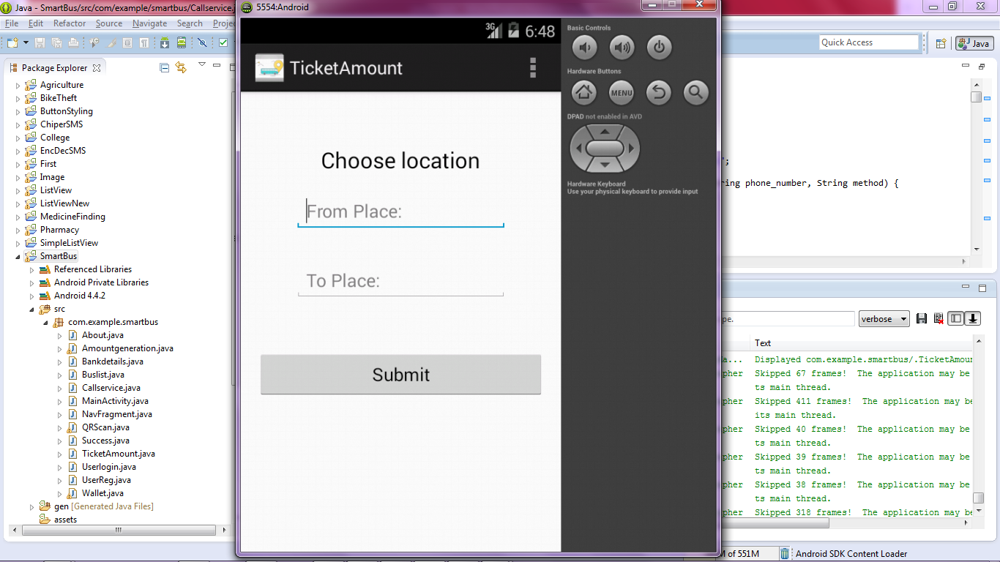 Java - SmartBus/src/com/example/smartbus/Callservice.
5554:Android
File Edit Refactor Source Navigate Search Projec
Quick Access
Java
Package Explorer
Agriculture
BikeTheft
ButtonStyling
ChiperSMS
College
EncDecSMS
First
Image
ListView
ListViewNew
MedicineFinding
Pharmacy
SimpleListView
SmartBus
Referenced Libraries
Android Private Libraries
Android 4.4.2
src
com.example.smartbus
About.java
Amountgeneration.java
Bankdetails.java
Buslist.java
Callservice.java
MainActivity.java
NavFragment.java
QRScan.java
Success.java
TicketAmount.java
Userlogin.java
UserReg.java
Wallet.java
gen [Generated Java Files]
assets
3G 6:48
TicketAmount
Choose location
From Place:
To Place:
Submit
Basic Controls
Hardware Buttons
MENU
DPAD not enabled in AVD
Hardware Keyboard
Use your physical keyboard to provide input
";
ring phone_number, String method) {
pe.
verbose
Text
a... Displayed com.example.smartbus/.TicketAmoun
pher Skipped 67 frames! The application may be
ts main thread.
pher Skipped 411 frames! The application may be
its main thread.
pher Skipped 40 frames! The application may be
ts main thread.
pher Skipped 39 frames! The application may be
ts main thread.
pher Skipped 38 frames! The application may be
ts main thread.
pher Skipped 318 frames! The application may be
M of 551M
Android SDK Content Loader